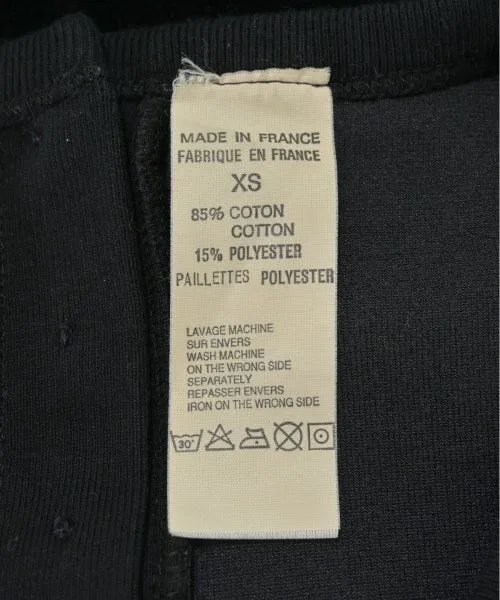 MADE IN FRANCE
FABRIQUE EN FRANCE
XS
85% COTON
COTTON
15% POLYESTER
PAILLETTES POLYESTER
LAVAGE MACHINE
SUR ENVERS
WASH MACHINE
ON THE WRONG SIDE
SEPARATELY
REPASSER ENVERS
IRON ON THE WRONG SIDE
30°